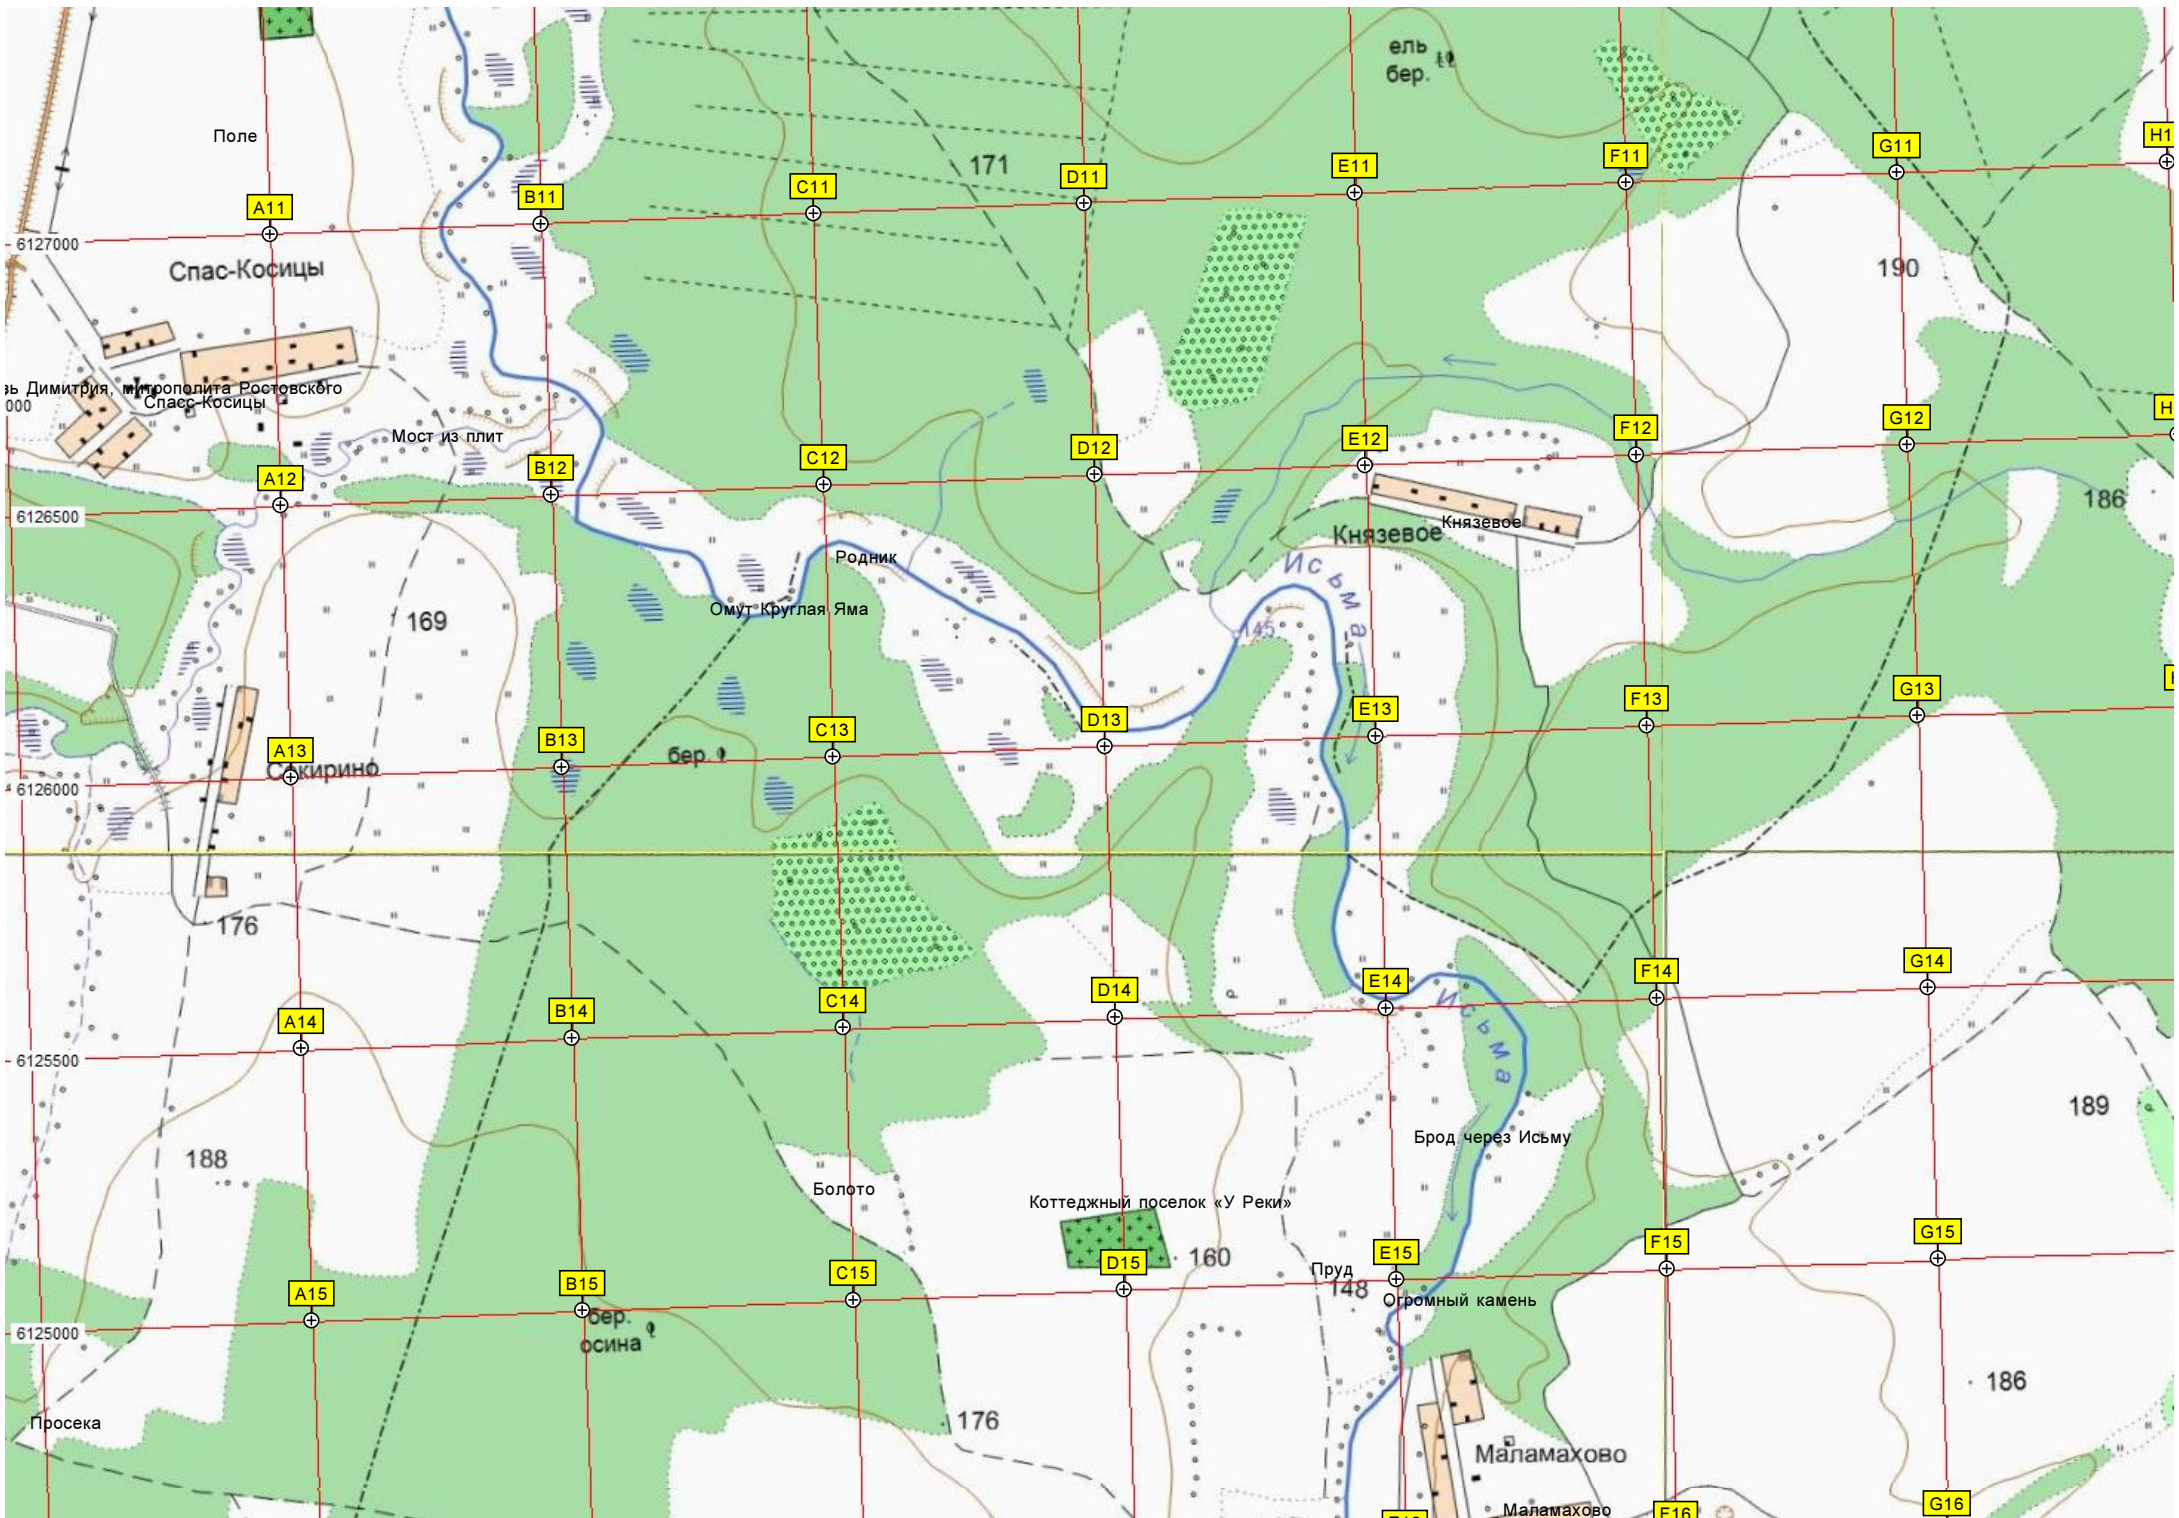 ель
бер.
Поле
171
A11
B11
C11
D11
E11
F11
G11
6127000
Спас-Косицы
190
Димитрия, митрополита Ростовского
Спасс-Косицы
000
Мост из плит
A12
B12
C12
D12
E12
F12
G12
6126500
186
Князевое
Князевое
Родник
Исьма
Омут Круглая Яма
169
145
A13
B13
C13
D13
E13
F13
G13
бер.
Секирино
6126000
176
A14
B14
C14
D14
E14
F14
G14
Исьма
6125500
189
188
Брод через Исьму
Болото
Коттеджный поселок «У Реки»
160
A15
B15
C15
D15
E15
F15
G15
Пруд
148
Огромный камень
6125000
бер.
осина
186
Просека
176
Маламахово
Маламахово
F16
G16